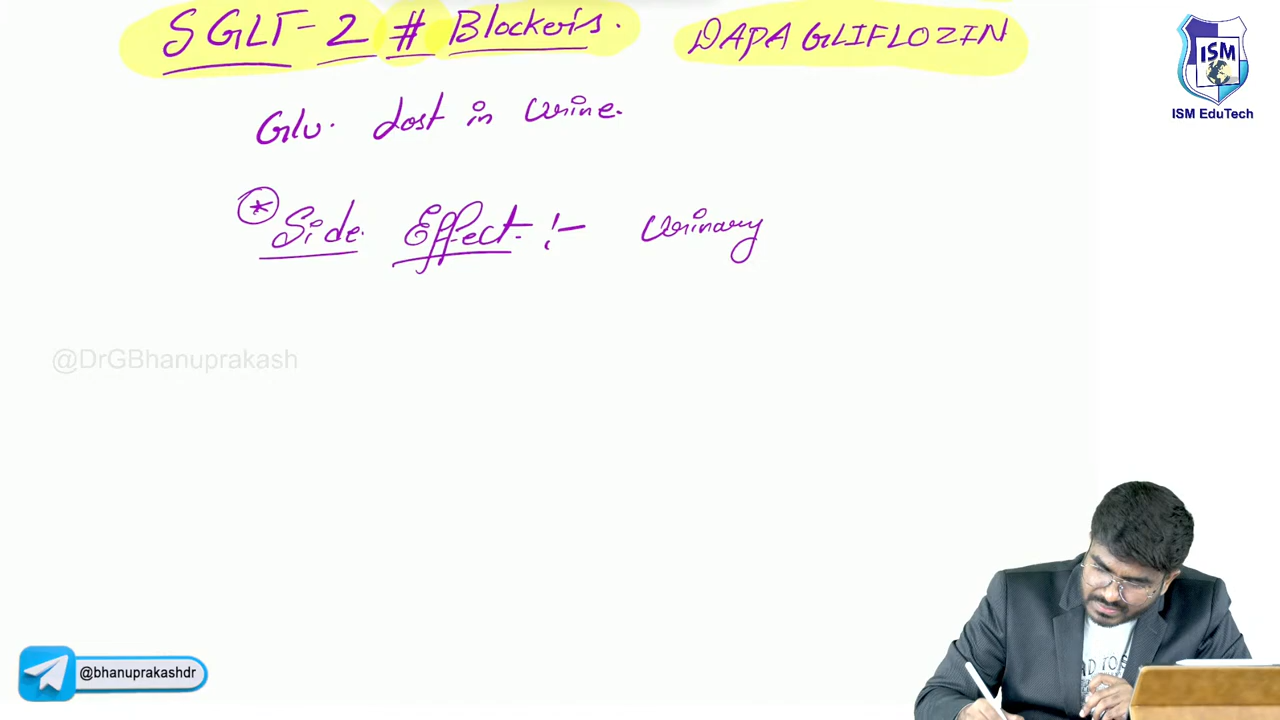 SGLT-2 # Blockers. DAPAGLIFLOZIN
ISM
ISM EduTech
Glu. Lost in Urine.
* Side Effect :- Urinary
@DrGBhanuprakash
@bhanuprakashdr